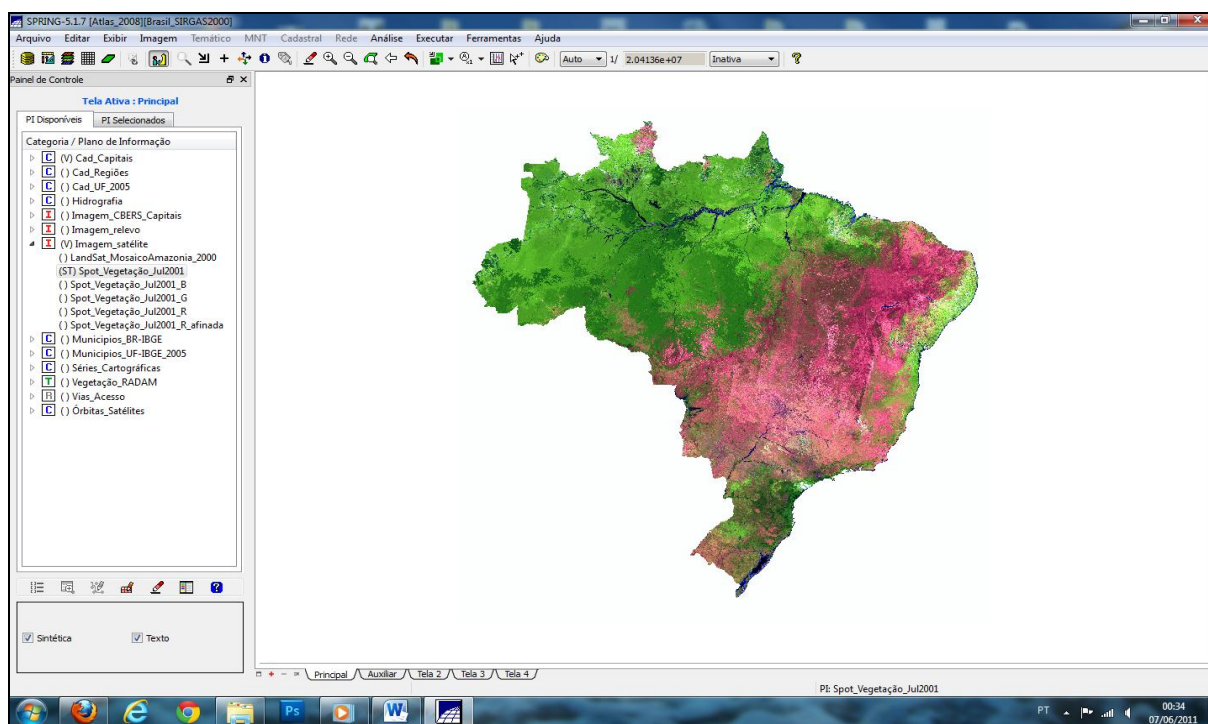 SPRING-5.1.7 [Atlas_2008][Brasil_SIRGAS2000]
Arquivo Editar Exibir Imagem Temático MNT Cadastral Rede Análise Executar Ferramentas Ajuda
Auto 1/ 2.04136e+07 Inativa
Painel de Controle
Tela Ativa : Principal
PI Disponíveis PI Selecionados
Categoria / Plano de Informação
C (V) Cad_Capitais
C ( ) Cad_Regiões
C ( ) Cad_UF_2005
C ( ) Hidrografia
I ( ) Imagem_CBERS_Capitais
I ( ) Imagem_relevo
I (V) Imagem_satélite
( ) LandSat_MosaicoAmazonia_2000
(ST) Spot_Vegetação_Jul2001
( ) Spot_Vegetação_Jul2001_B
( ) Spot_Vegetação_Jul2001_G
( ) Spot_Vegetação_Jul2001_R
( ) Spot_Vegetação_Jul2001_R_afinada
C ( ) Municipios_BR-IBGE
C ( ) Municipios_UF-IBGE_2005
C ( ) Séries_Cartográficas
T ( ) Vegetação_RADAM
R ( ) Vias_Acesso
C ( ) Órbitas_Satélites
Sintética Texto
Principal Auxiliar Tela 2 Tela 3 Tela 4
PI: Spot_Vegetação_Jul2001
Ps W PT 00:34
07/06/2011